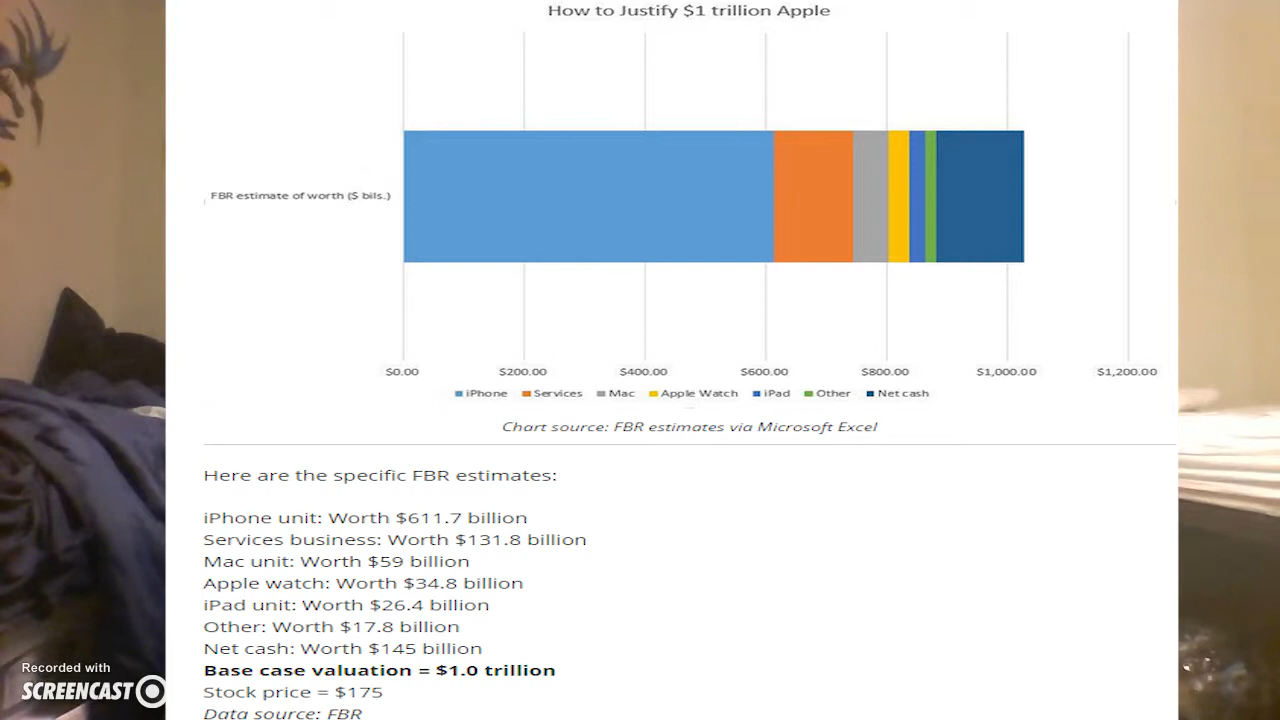 How to Justify $1 trillion Apple
FBR estimate of worth ($ bils.)
$0.00 $200.00 $400.00 $600.00 $800.00 $1,000.00 $1,200.00
iPhone Services Mac Apple Watch iPad Other Net cash
Chart source: FBR estimates via Microsoft Excel
Here are the specific FBR estimates:
iPhone unit: Worth $611.7 billion
Services business: Worth $131.8 billion
Mac unit: Worth $59 billion
Apple watch: Worth $34.8 billion
iPad unit: Worth $26.4 billion
Other: Worth $17.8 billion
Net cash: Worth $145 billion
Base case valuation = $1.0 trillion
Stock price = $175
Data source: FBR
Recorded with
SCREENCAST